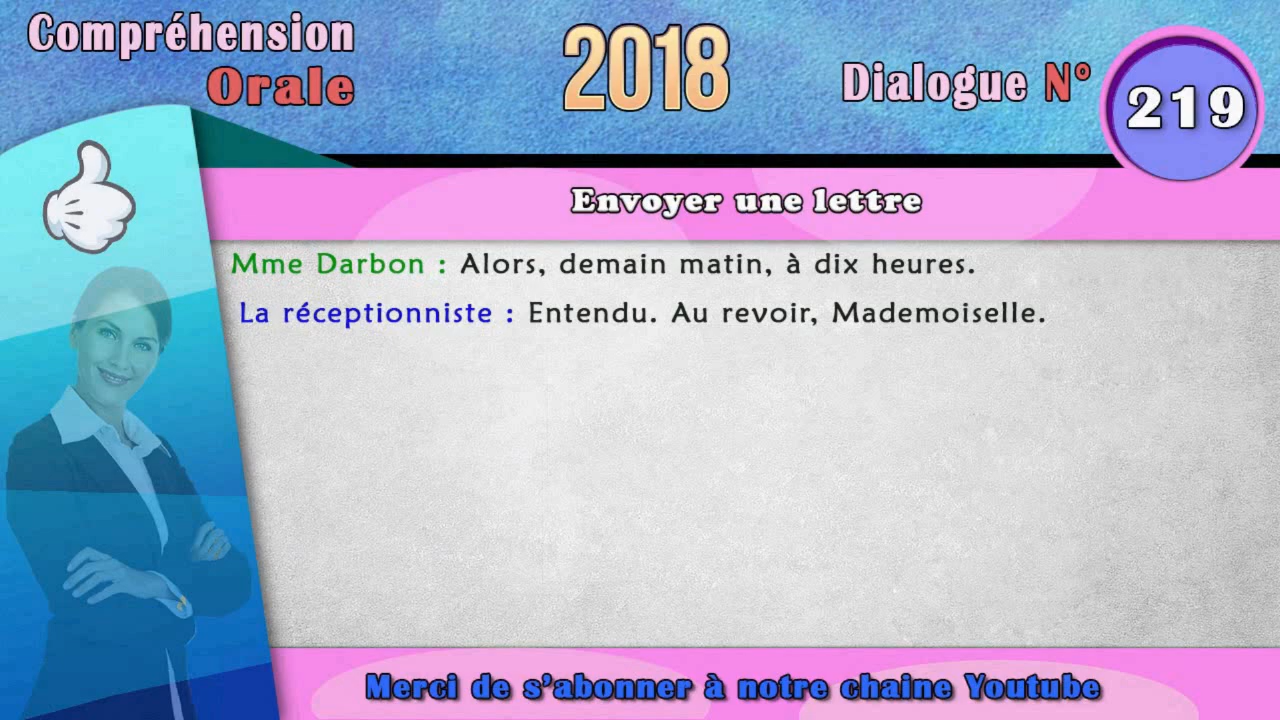 Compréhension
Orale
2018
Dialogue N°
219
Envoyer une lettre
Mme Darbon : Alors, demain matin, à dix heures.
La réceptionniste : Entendu. Au revoir, Mademoiselle.
Merci de s'abonner à notre chaine Youtube